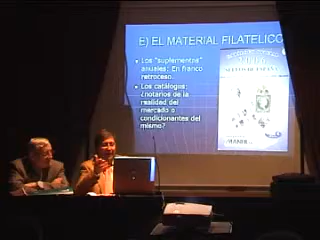 E) EL MATERIAL FILATELICO
Los "suplementos"
anuales: En franco
retroceso.
Los catálogos:
¿notarios de la
realidad del
mercado o
condicionantes del
mismo?